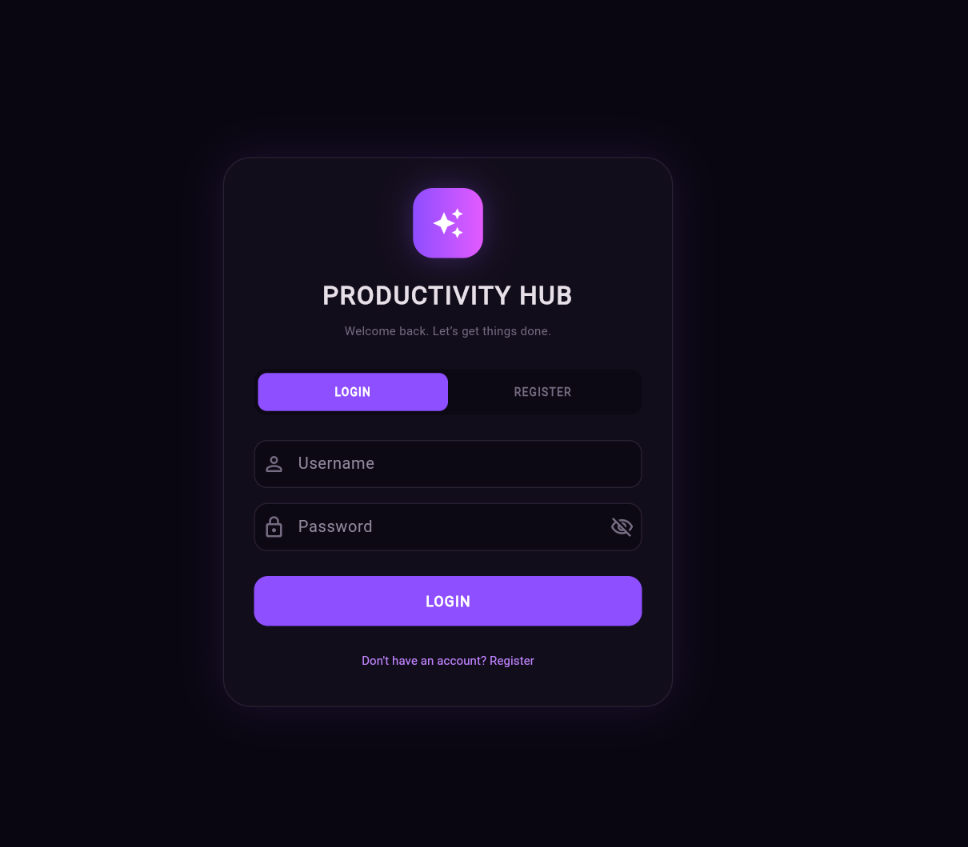 PRODUCTIVITY HUB
Welcome back. Let's get things done.
LOGIN
REGISTER
Username
Password
LOGIN
Don't have an account? Register